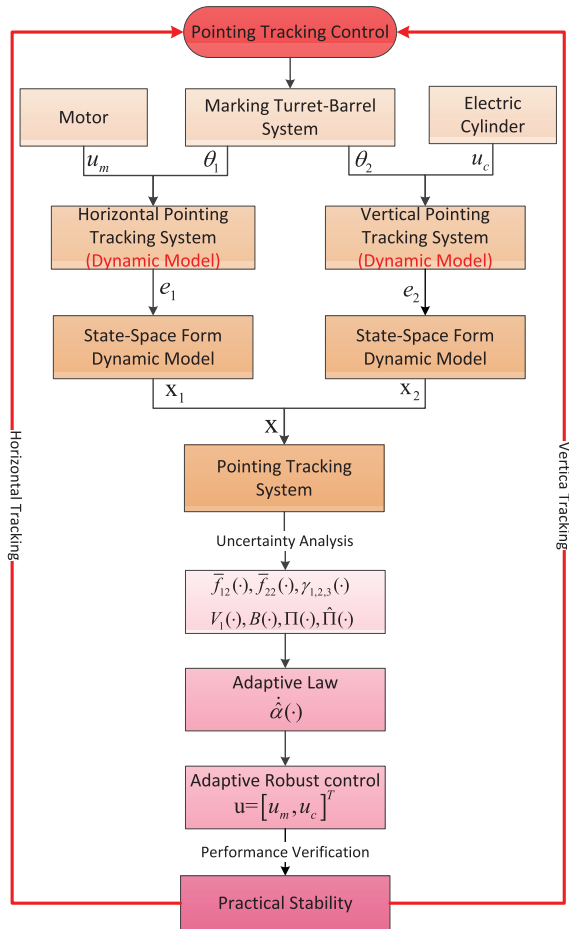 Pointing Tracking Control
Motor
Marking Turret-Barrel
System
Electric
Cylinder
u_m
θ_1
θ_2
u_c
Horizontal Pointing
Tracking System
(Dynamic Model)
Vertical Pointing
Tracking System
(Dynamic Model)
e_1
e_2
State-Space Form
Dynamic Model
State-Space Form
Dynamic Model
x_1
x_2
x
Pointing Tracking
System
Horizontal Tracking
Vertica Tracking
Uncertainty Analysis
f̅_12(·), f̅_22(·), γ_1,2,3(·)
V_1(·), B(·), Π(·), Π̂(·)
Adaptive Law
α̂̇(·)
Adaptive Robust control
u=[u_m, u_c]^T
Performance Verification
Practical Stability